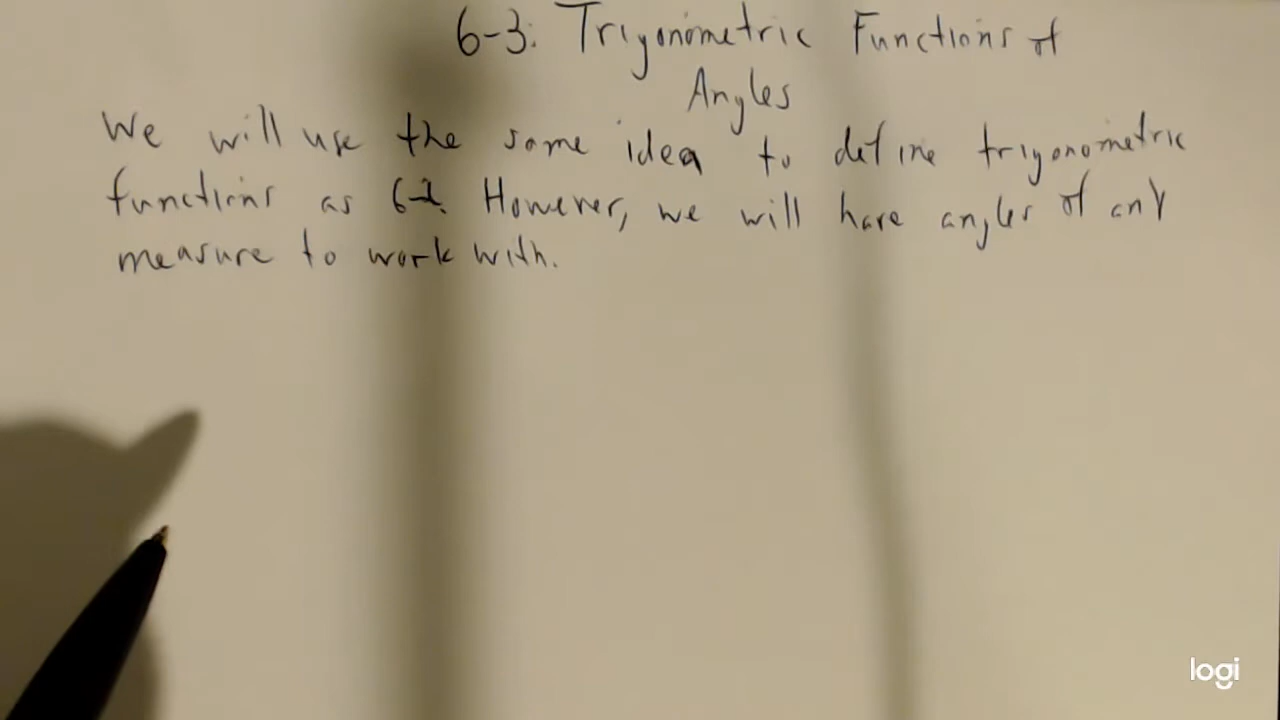 6-3: Trigonometric Functions of
Angles
We will use the same idea to define trigonometric
functions as 6-2. However, we will have angles of any
measure to work with.
logi